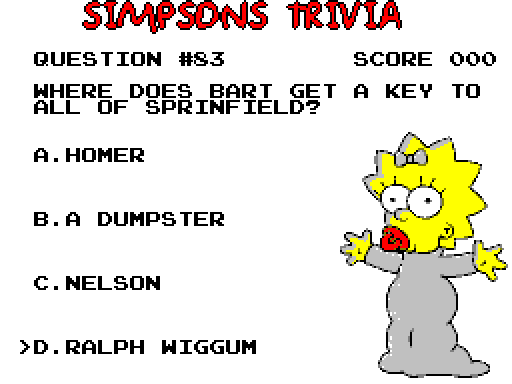 SIMPSONS TRIVIA
QUESTION #83 SCORE 000
WHERE DOES BART GET A KEY TO
ALL OF SPRINFIELD?
A.HOMER
B.A DUMPSTER
C.NELSON
>D.RALPH WIGGUM